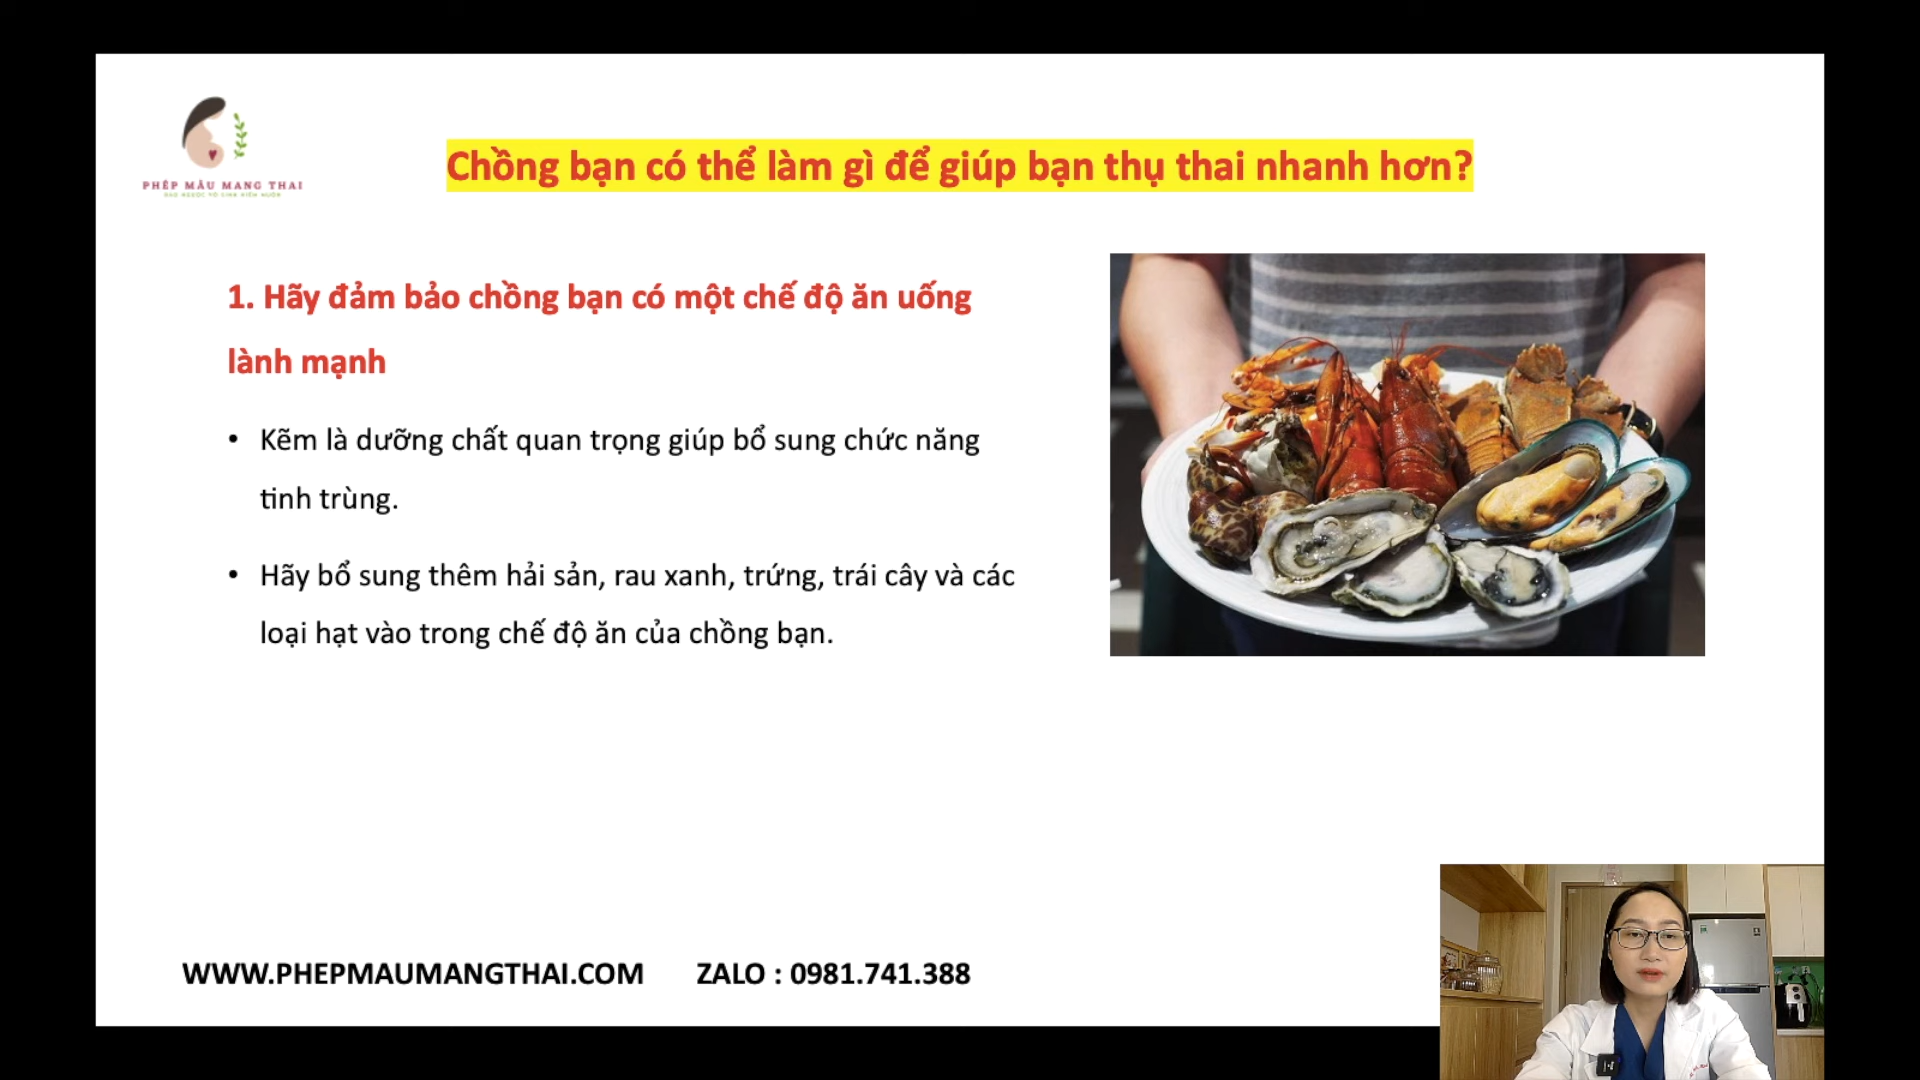 PHÉP MÀU MANG THAI
Chồng bạn có thể làm gì để giúp bạn thụ thai nhanh hơn?
1. Hãy đảm bảo chồng bạn có một chế độ ăn uống
lành mạnh
• Kẽm là dưỡng chất quan trọng giúp bổ sung chức năng
tinh trùng.
• Hãy bổ sung thêm hải sản, rau xanh, trứng, trái cây và các
loại hạt vào trong chế độ ăn của chồng bạn.
WWW.PHEPMAUMANGTHAI.COM ZALO : 0981.741.388